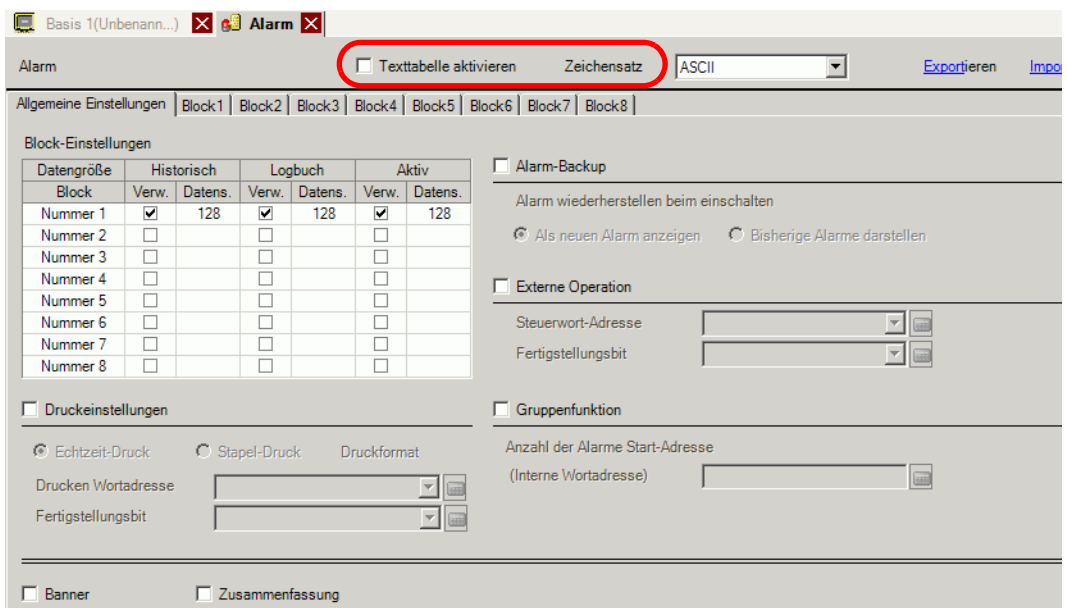 Basis 1(Unbenann...) Alarm
Alarm Texttabelle aktivieren Zeichensatz ASCII Exportieren Impo
Allgemeine Einstellungen Block1 Block2 Block3 Block4 Block5 Block6 Block7 Block8
Block-Einstellungen
Datengröße Historisch Logbuch Aktiv
Block Verw. Datens. Verw. Datens. Verw. Datens.
Nummer 1 128 128 128
Nummer 2
Nummer 3
Nummer 4
Nummer 5
Nummer 6
Nummer 7
Nummer 8
Alarm-Backup
Alarm wiederherstellen beim einschalten
Als neuen Alarm anzeigen Bisherige Alarme darstellen
Externe Operation
Steuerwort-Adresse
Fertigstellungsbit
Druckeinstellungen
Echtzeit-Druck Stapel-Druck Druckformat
Drucken Wortadresse
Fertigstellungsbit
Gruppenfunktion
Anzahl der Alarme Start-Adresse
(Interne Wortadresse)
Banner Zusammenfassung